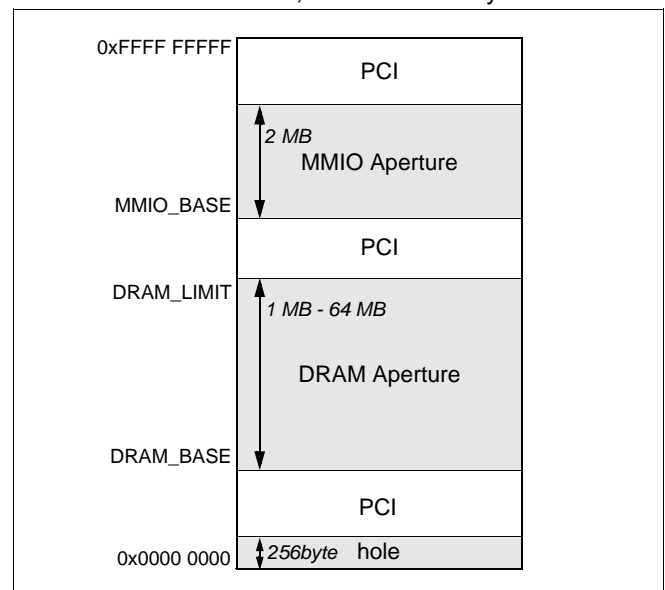 0xFFFF FFFFF
PCI
2 MB
MMIO Aperture
MMIO_BASE
PCI
DRAM_LIMIT
1 MB - 64 MB
DRAM Aperture
DRAM_BASE
PCI
256byte hole
0x0000 0000